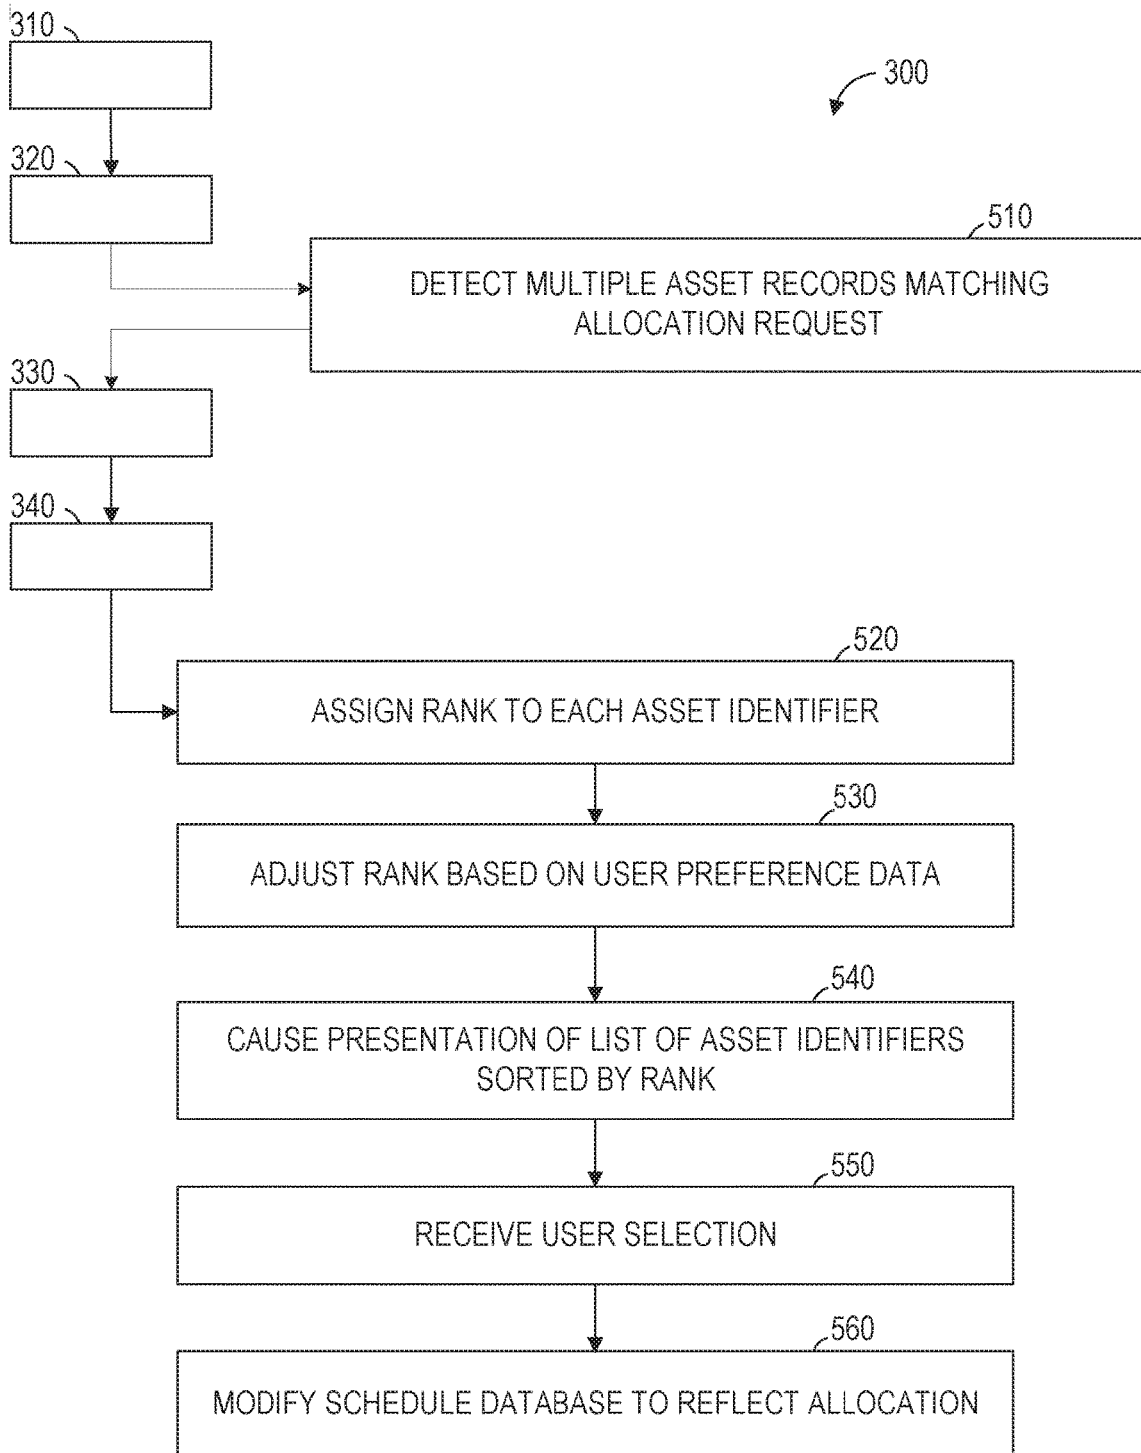 310
300
320
510
DETECT MULTIPLE ASSET RECORDS MATCHING
ALLOCATION REQUEST
330
340
520
ASSIGN RANK TO EACH ASSET IDENTIFIER
530
ADJUST RANK BASED ON USER PREFERENCE DATA
540
CAUSE PRESENTATION OF LIST OF ASSET IDENTIFIERS
SORTED BY RANK
550
RECEIVE USER SELECTION
560
MODIFY SCHEDULE DATABASE TO REFLECT ALLOCATION